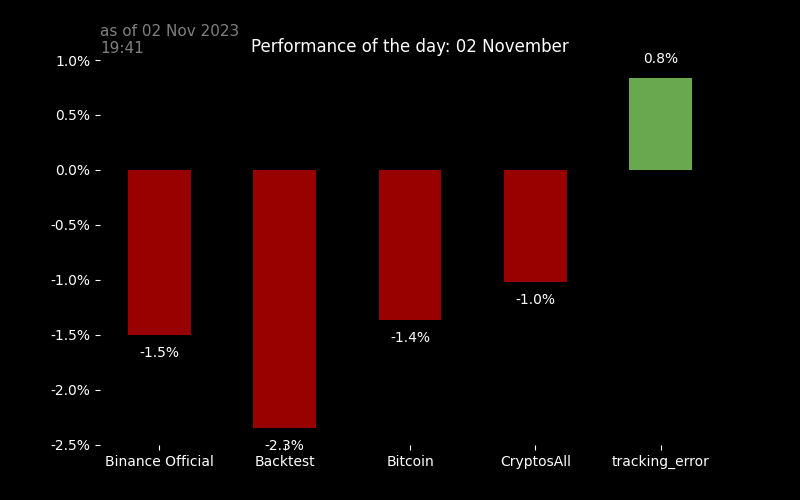 as of 02 Nov 2023
19:41
Performance of the day: 02 November
1.0%
0.5%
0.0%
-0.5%
-1.0%
-1.5%
-2.0%
-2.5%
0.8%
-1.5%
-2.3%
-1.4%
-1.0%
Binance Official
Backtest
Bitcoin
CryptosAll
tracking_error